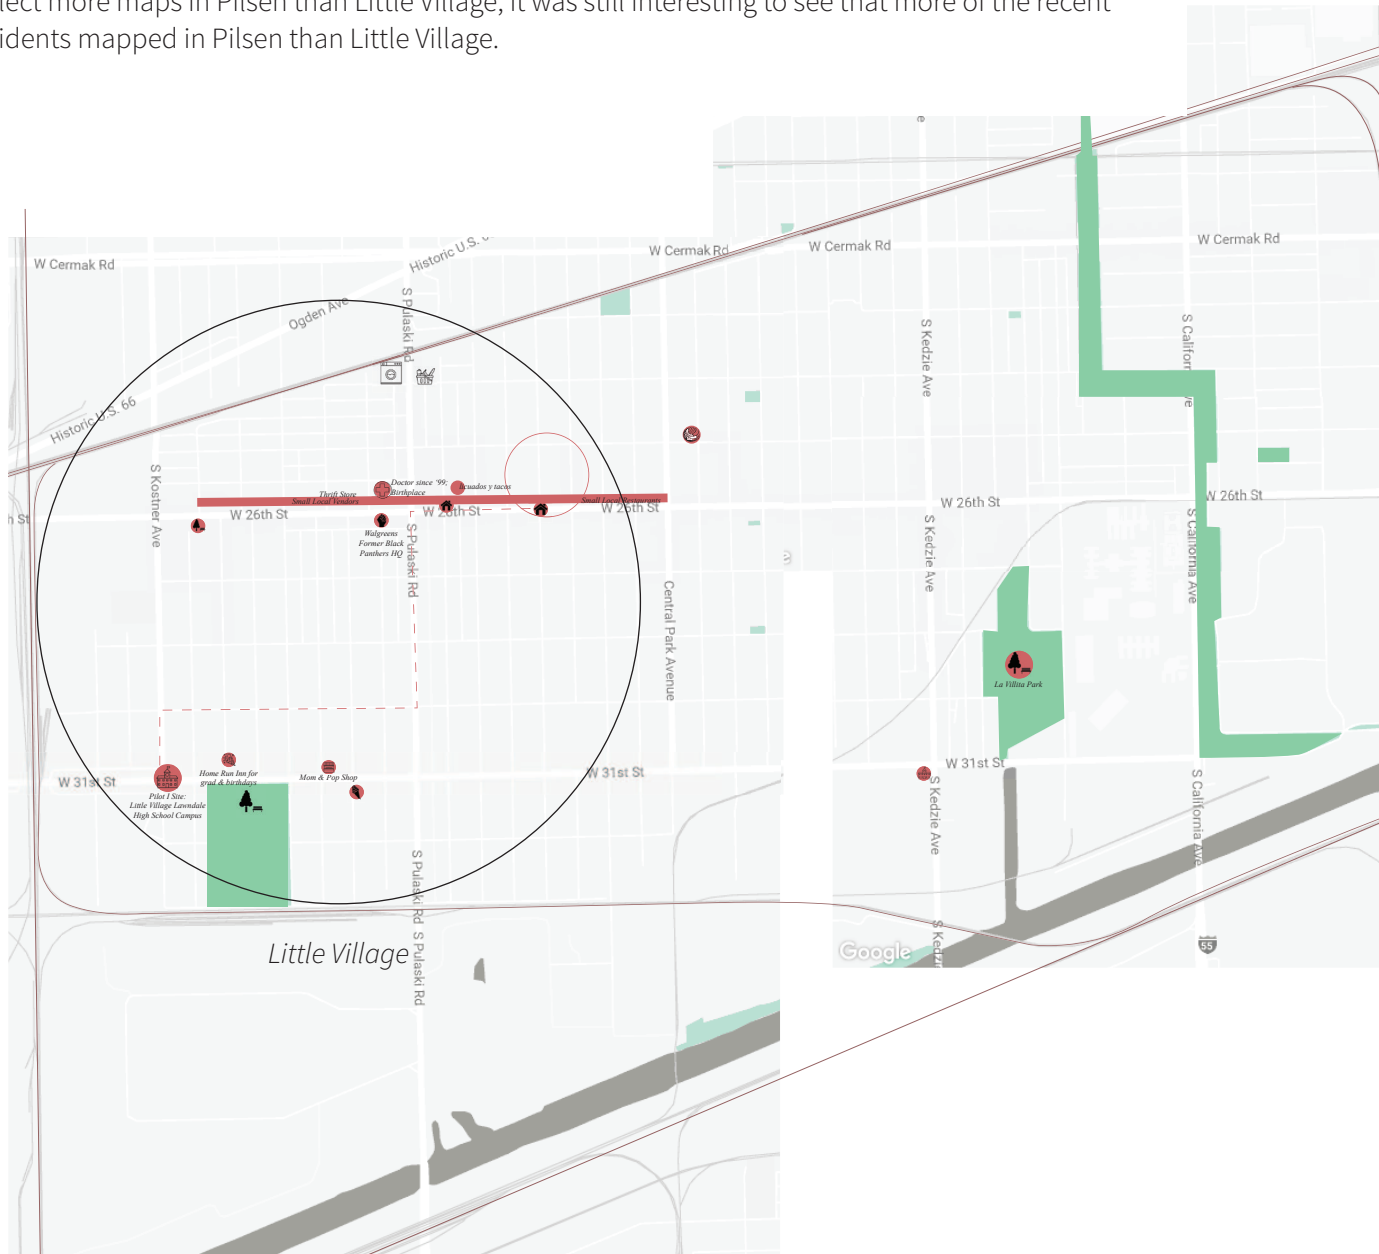 lect more maps in Pilsen than Little Village, it was still interesting to see that more of the recent
idents mapped in Pilsen than Little Village.
W Cermak Rd
W Cermak Rd
W Cermak Rd
W Cermak Rd
Historic U.S.
Ogden Ave
S Pulaski Rd
Historic U.S. 66
S Kedzie Ave
S Californ
ve
S Kostner Ave
Doctor since '99;
Birthplace
Ecuados y tacos
Thrift Store
Small Local Vendors
Small Local Restaurants
h St
W 26th St
W 26th St
W 26th St
W 26th St
W 26th St
Walgreens
Former Black
Panthers HQ
S Pulaski Rd
S Kedzie Ave
S California Ave
Central Park Avenue
La Villita Park
W 31st St
W 31st St
W 31st St
Home Run Inn for
grad & birthdays
Mom & Pop Shop
Pilot I Site:
Little Village Lawndale
High School Campus
S Kedzie Ave
S California Ave
S Pulaski Rd
S Pulaski Rd
S Kedzi
Little Village
Google
55